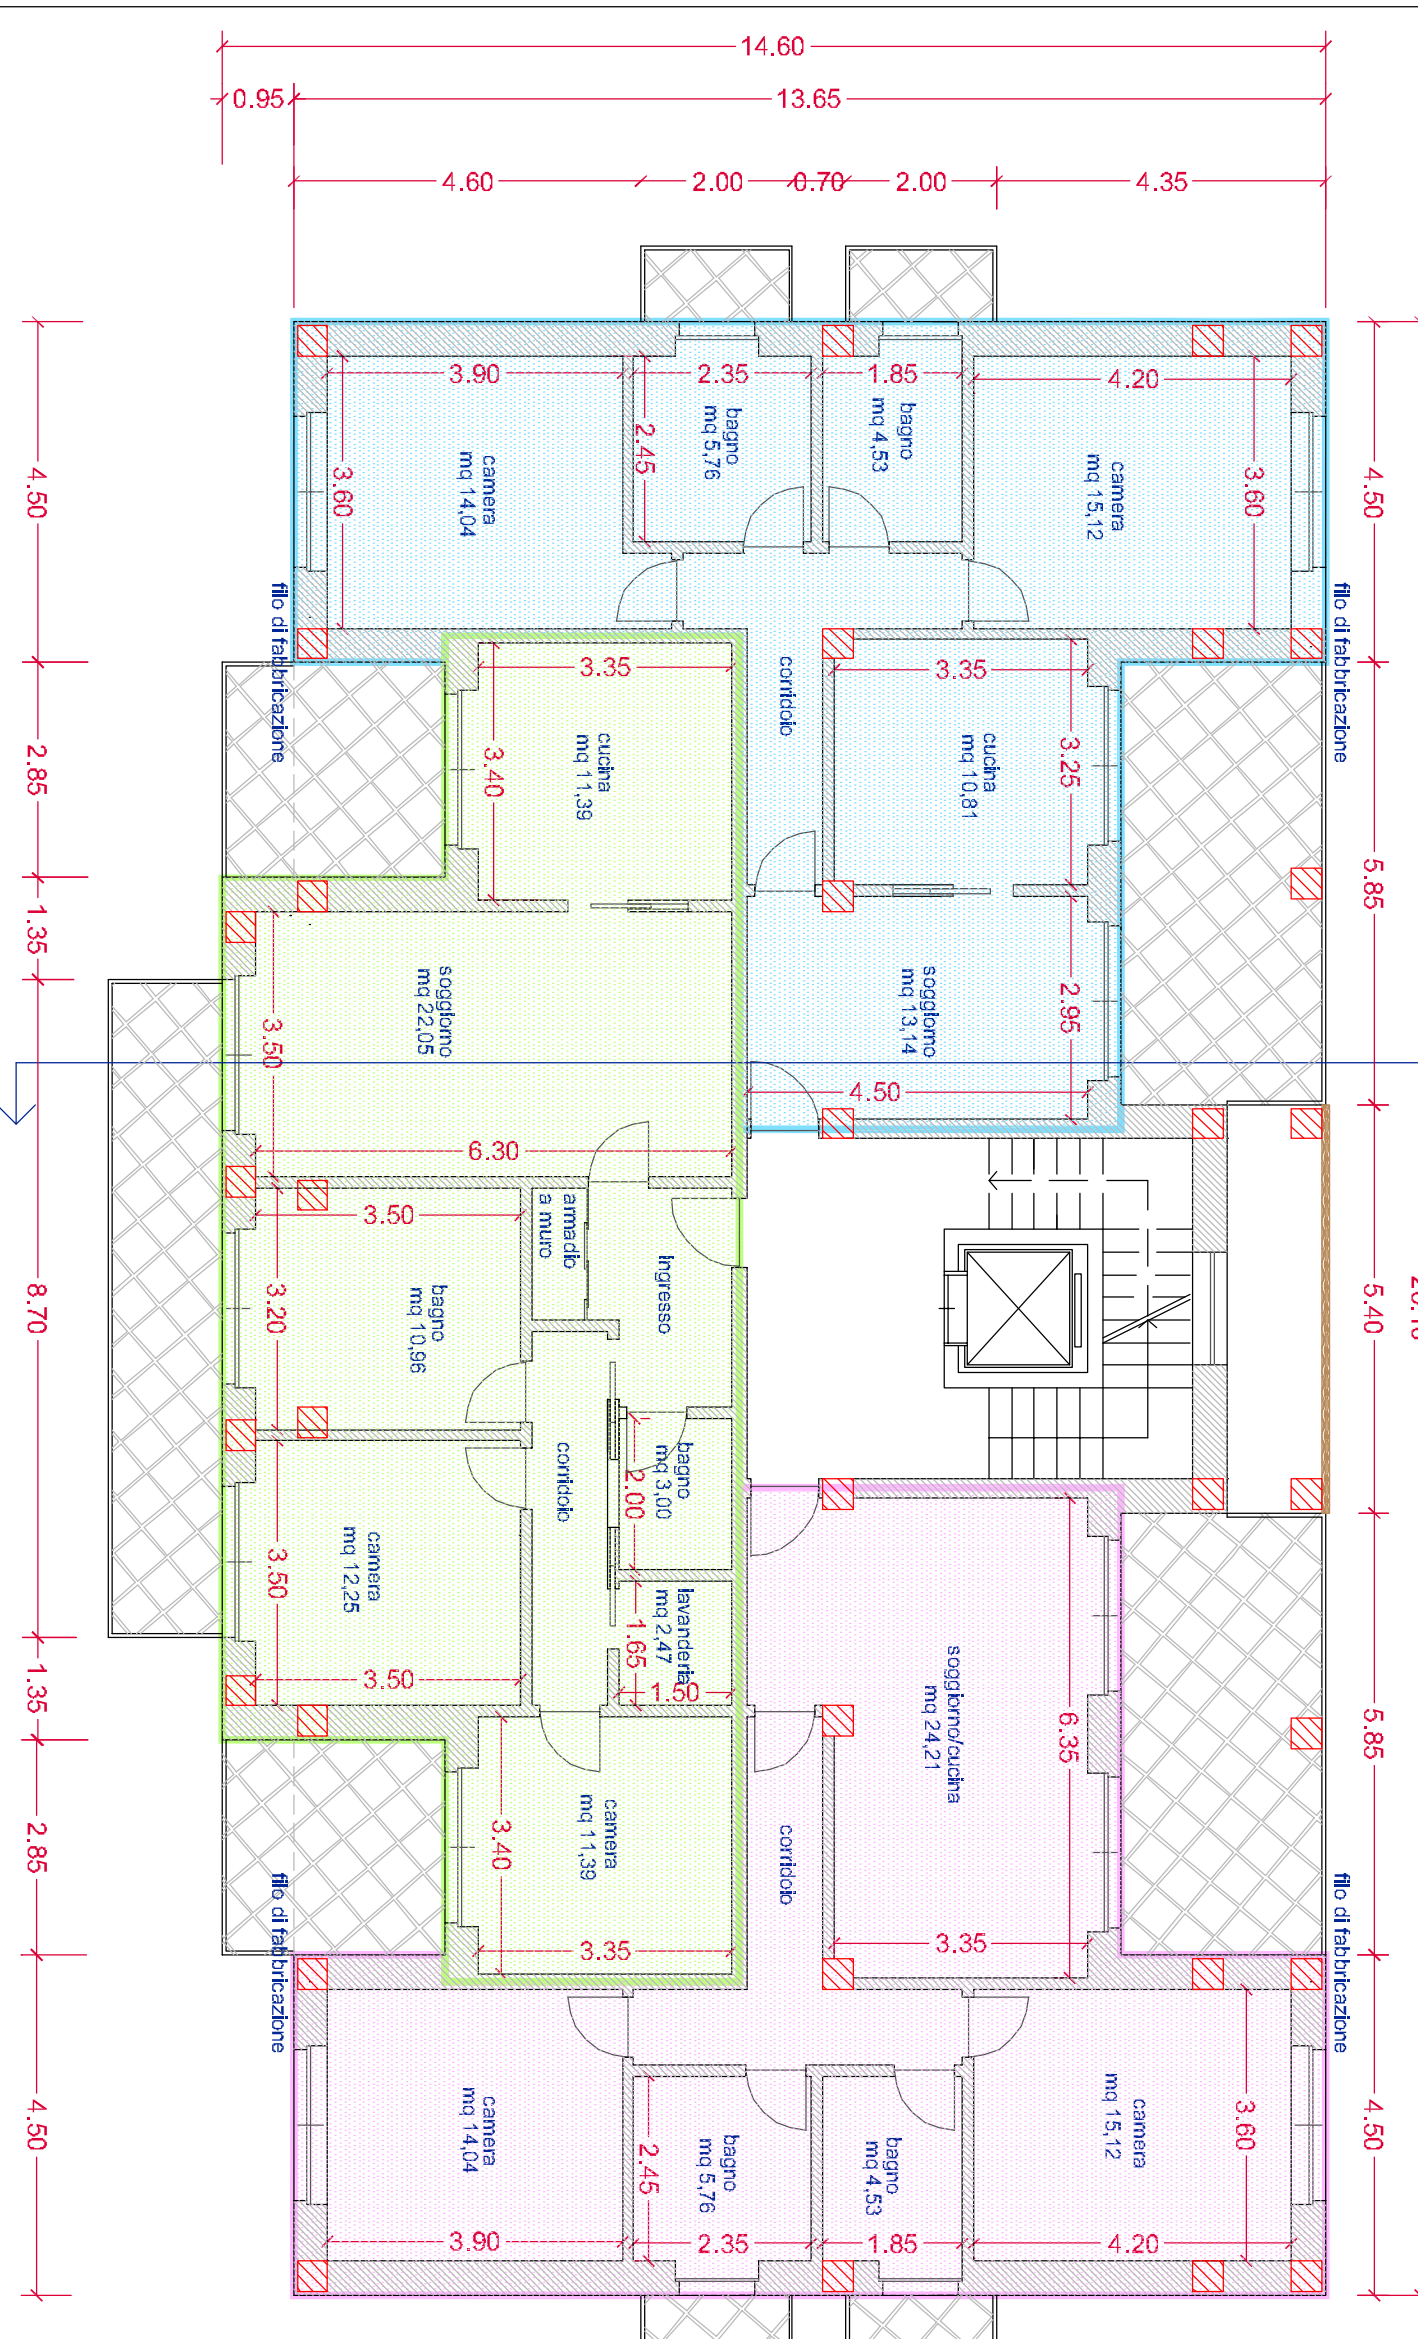 14.60
0.95
13.65
4.60
2.00
0.70
2.00
4.35
4.50
2.85
1.35
8.70
1.35
2.85
4.50
4.50
5.85
5.40
5.85
4.50
filo di fabbricazione
filo di fabbricazione
filo di fabbricazione
filo di fabbricazione
3.90
2.35
1.85
4.20
3.60
2.45
3.60
camera
mq 14,04
bagno
mq 5,76
bagno
mq 4,53
camera
mq 15,12
3.35
3.40
cucina
mq 11,39
corridoio
3.35
3.25
cucina
mq 10,81
soggiorno
mq 22,05
3.50
6.30
soggiorno
mq 13,14
2.95
4.50
3.50
3.20
bagno
mq 10,96
armadio
a muro
ingresso
corridoio
bagno
mq 3,00
2.00
camera
mq 12,25
3.50
3.50
lavanderia
mq 2,47
1.65
1.50
soggiorno/cucina
mq 24,21
6.35
3.35
camera
mq 11,39
3.40
3.35
corridoio
camera
mq 14,04
bagno
mq 5,76
2.45
bagno
mq 4,53
camera
mq 15,12
3.60
3.90
2.35
1.85
4.20